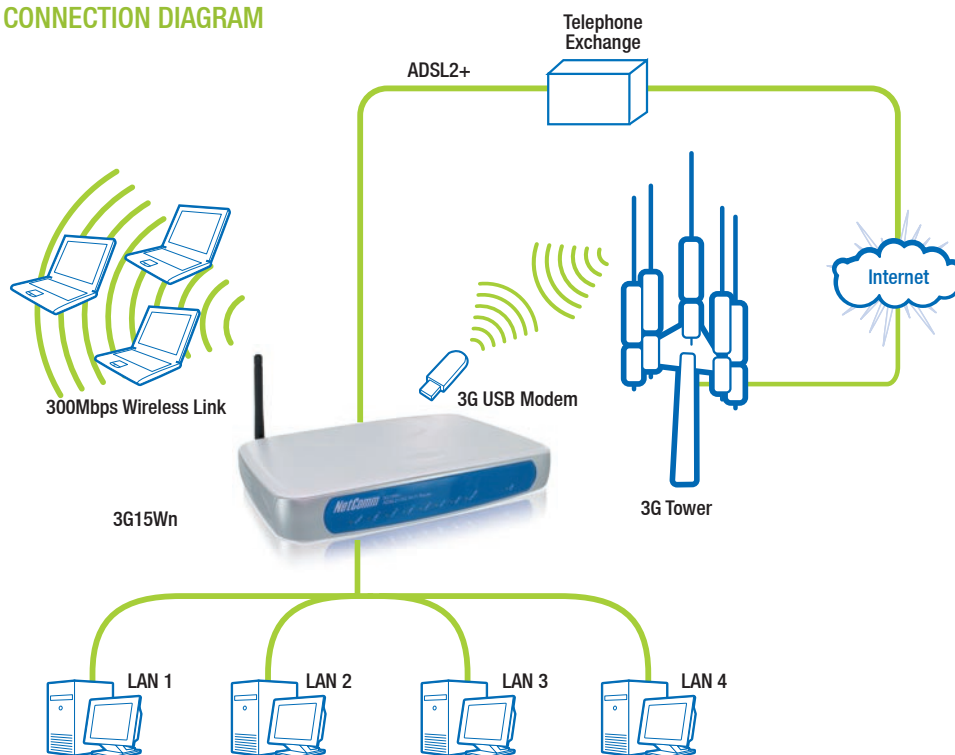 CONNECTION DIAGRAM
Telephone
Exchange
ADSL2+
Internet
300Mbps Wireless Link
3G USB Modem
3G Tower
NetComm
3G15Wn
LAN 1
LAN 2
LAN 3
LAN 4